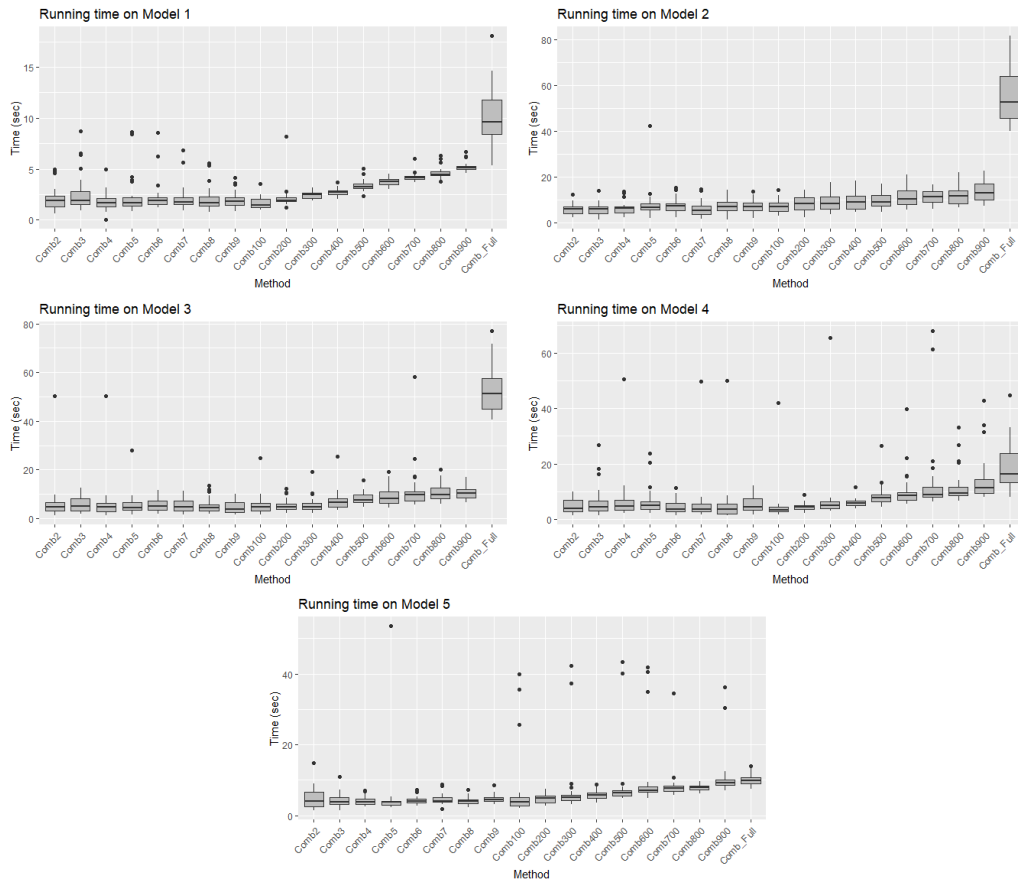 Running time on Model 1
Time (sec)
15
10
5
0
Comb2 Comb3 Comb4 Comb5 Comb6 Comb7 Comb8 Comb9 Comb100 Comb200 Comb300 Comb400 Comb500 Comb600 Comb700 Comb800 Comb900 Comb_Full
Method
Running time on Model 2
Time (sec)
80
60
40
20
0
Comb2 Comb3 Comb4 Comb5 Comb6 Comb7 Comb8 Comb9 Comb100 Comb200 Comb300 Comb400 Comb500 Comb600 Comb700 Comb800 Comb900 Comb_Full
Method
Running time on Model 3
Time (sec)
80
60
40
20
0
Comb2 Comb3 Comb4 Comb5 Comb6 Comb7 Comb8 Comb9 Comb100 Comb200 Comb300 Comb400 Comb500 Comb600 Comb700 Comb800 Comb900 Comb_Full
Method
Running time on Model 4
Time (sec)
60
40
20
0
Comb2 Comb3 Comb4 Comb5 Comb6 Comb7 Comb8 Comb9 Comb100 Comb200 Comb300 Comb400 Comb500 Comb600 Comb700 Comb800 Comb900 Comb_Full
Method
Running time on Model 5
Time (sec)
40
20
0
Comb2 Comb3 Comb4 Comb5 Comb6 Comb7 Comb8 Comb9 Comb100 Comb200 Comb300 Comb400 Comb500 Comb600 Comb700 Comb800 Comb900 Comb_Full
Method